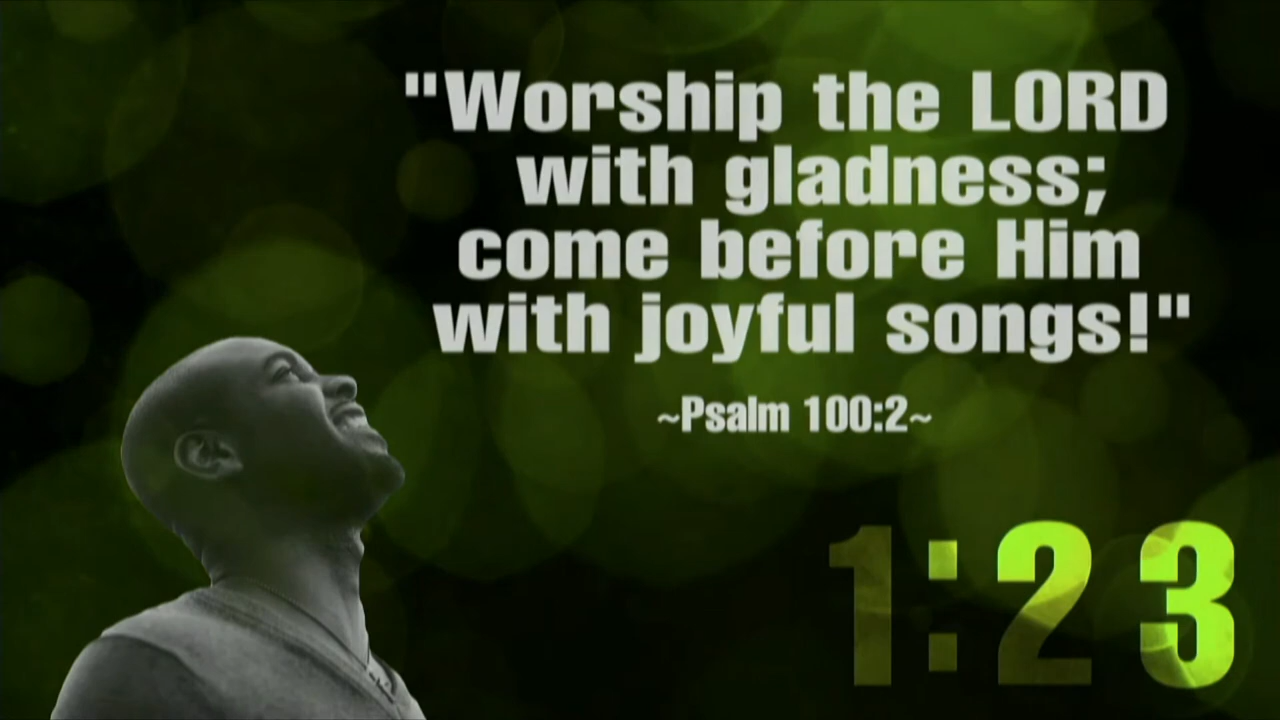 "Worship the LORD
with gladness;
come before Him
with joyful songs!"
~Psalm 100:2~
1:23